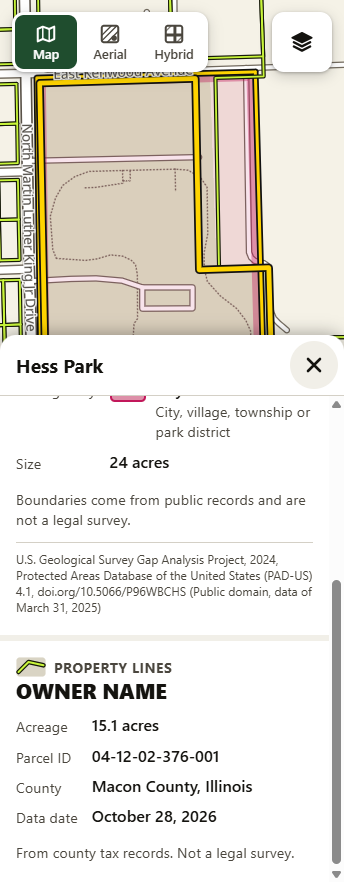 Map
Aerial
Hybrid
East Kenwood Avenue
North Martin Luther King Jr Drive
Hess Park
City, village, township or
park district
Size
24 acres
Boundaries come from public records and are
not a legal survey.
U.S. Geological Survey Gap Analysis Project, 2024,
Protected Areas Database of the United States (PAD-US)
4.1, doi.org/10.5066/P96WBCHS (Public domain, data of
March 31, 2025)
PROPERTY LINES
OWNER NAME
Acreage
15.1 acres
Parcel ID
04-12-02-376-001
County
Macon County, Illinois
Data date
October 28, 2026
From county tax records. Not a legal survey.